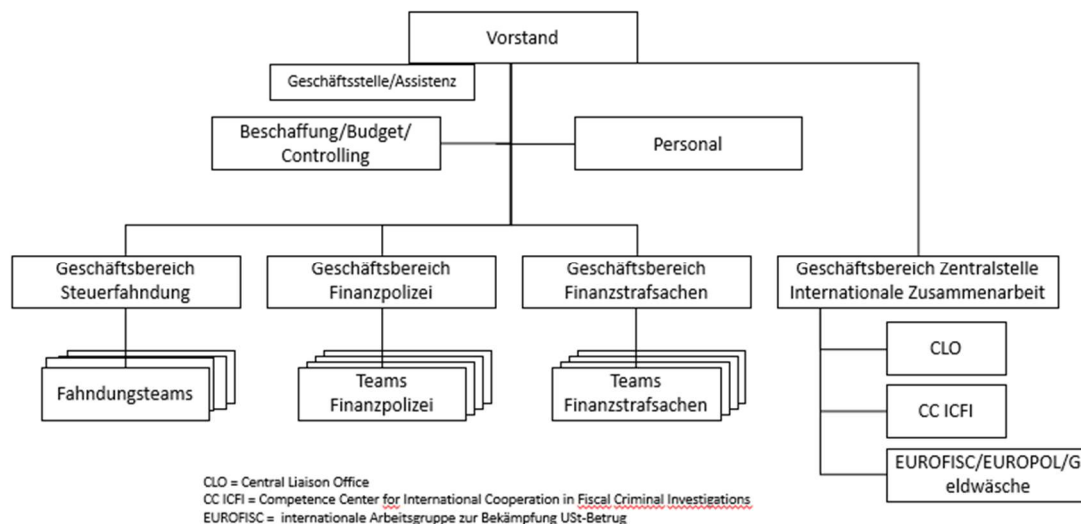 Vorstand
Geschäftsstelle/Assistenz
Beschaffung/Budget/
Controlling
Personal
Geschäftsbereich
Steuerfahndung
Geschäftsbereich
Finanzpolizei
Geschäftsbereich
Finanzstrafsachen
Geschäftsbereich Zentralstelle
Internationale Zusammenarbeit
Fahndungsteams
Teams
Finanzpolizei
Teams
Finanzstrafsachen
CLO
CC ICFI
EUROFISC/EUROPOL/G
eldwäsche
CLO = Central Liaison Office
CC ICFI = Competence Center for International Cooperation in Fiscal Criminal Investigations
EUROFISC = internationale Arbeitsgruppe zur Bekämpfung USt-Betrug